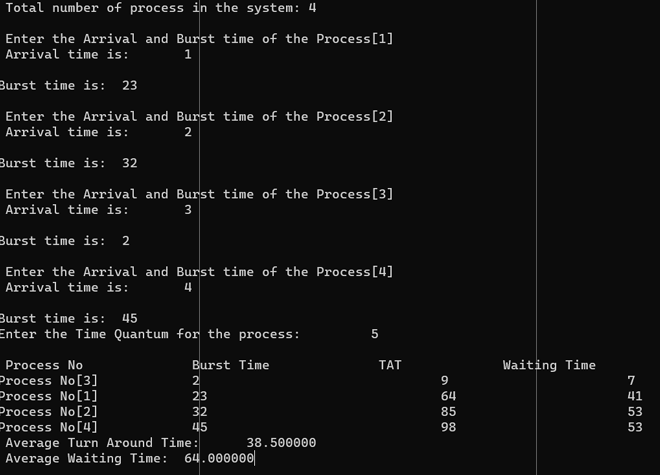 Total number of process in the system: 4
Enter the Arrival and Burst time of the Process[1]
Arrival time is: 1
Burst time is: 23
Enter the Arrival and Burst time of the Process[2]
Arrival time is: 2
Burst time is: 32
Enter the Arrival and Burst time of the Process[3]
Arrival time is: 3
Burst time is: 2
Enter the Arrival and Burst time of the Process[4]
Arrival time is: 4
Burst time is: 45
Enter the Time Quantum for the process: 5
Process No Burst Time TAT Waiting Time
Process No[3] 2 9 7
Process No[1] 23 64 41
Process No[2] 32 85 53
Process No[4] 45 98 53
Average Turn Around Time: 38.500000
Average Waiting Time: 64.000000